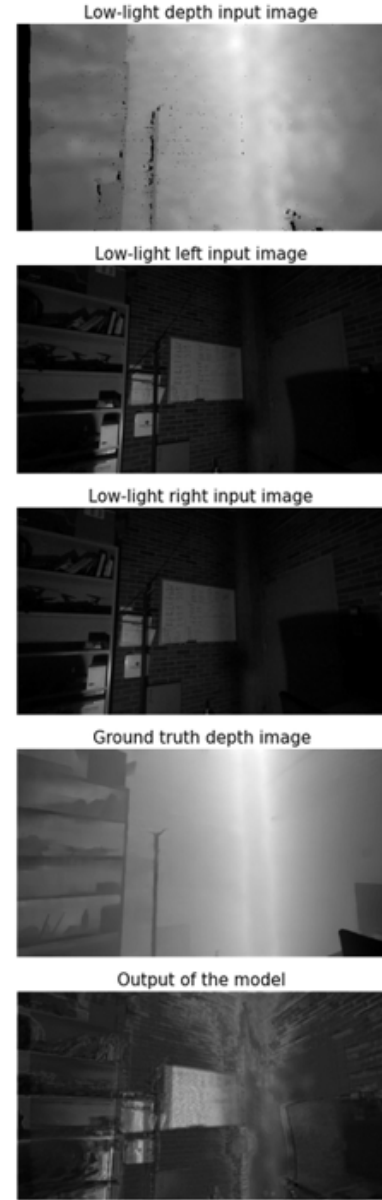 Low-light depth input image
Low-light left input image
Low-light right input image
Ground truth depth image
Output of the model